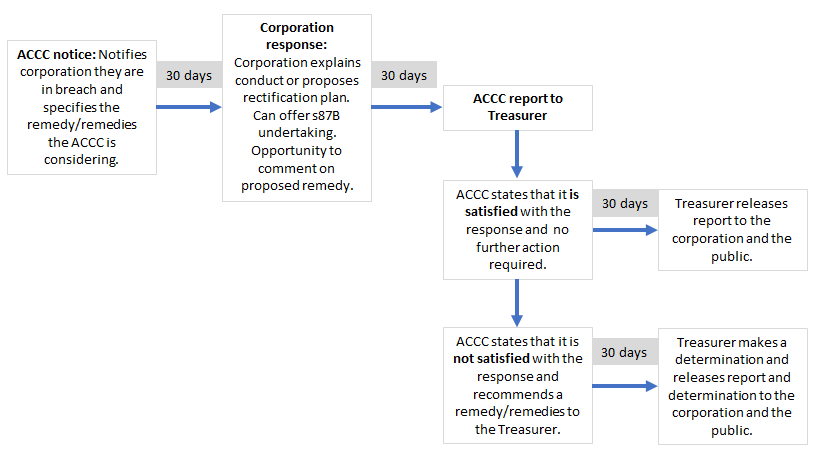 ACCC notice: Notifies
corporation they are
in breach and
specifies the
remedy/remedies
the ACCC is
considering.
30 days
Corporation
response:
Corporation explains
conduct or proposes
rectification plan.
Can offer s87B
undertaking.
Opportunity to
comment on
proposed remedy.
30 days
ACCC report to
Treasurer
ACCC states that it is
satisfied with the
response and no
further action
required.
30 days
Treasurer releases
report to the
corporation and the
public.
ACCC states that it is
not satisfied with the
response and
recommends a
remedy/remedies to
the Treasurer.
30 days
Treasurer makes a
determination and
releases report and
determination to the
corporation and the
public.